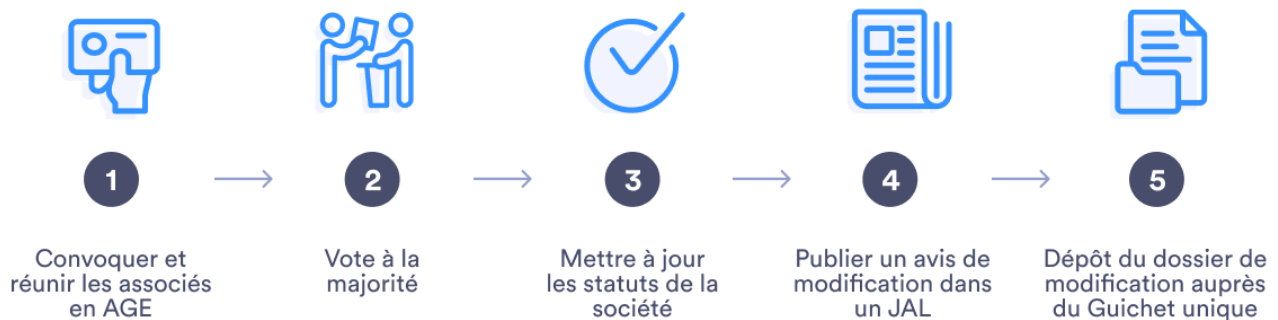 1
2
3
4
5
Convoquer et
réunir les associés
en AGE
Vote à la
majorité
Mettre à jour
les statuts de la
société
Publier un avis de
modification dans
un JAL
Dépôt du dossier de
modification auprès
du Guichet unique